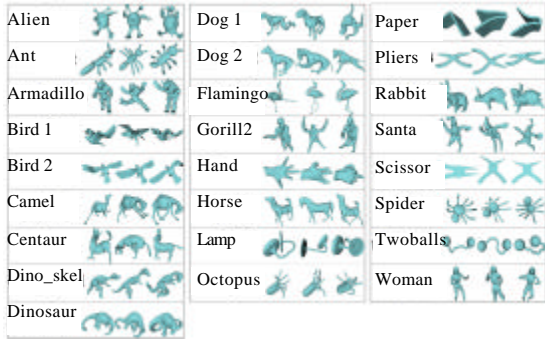 Alien
Ant
Armadillo
Bird 1
Bird 2
Camel
Centaur
Dino_skel
Dinosaur
Dog 1
Dog 2
Flamingo
Gorill2
Hand
Horse
Lamp
Octopus
Paper
Pliers
Rabbit
Santa
Scissor
Spider
Twoballs
Woman